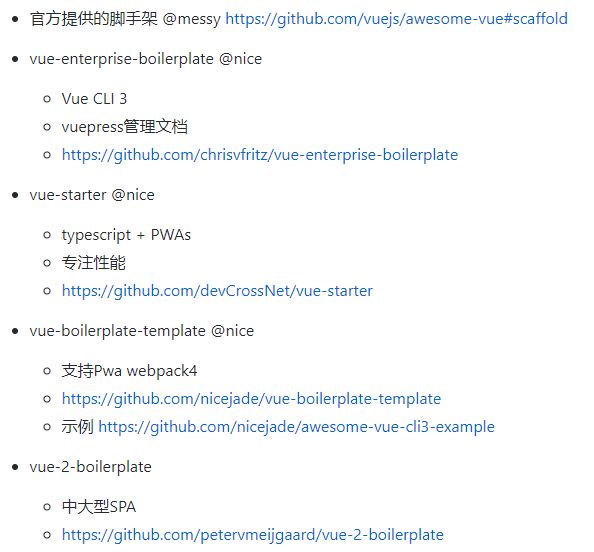 官方提供的脚手架 @messy https://github.com/vuejs/awesome-vue#scaffold
vue-enterprise-boilerplate @nice
Vue CLI 3
vuepress管理文档
https://github.com/chrisvfritz/vue-enterprise-boilerplate
vue-starter @nice
typescript + PWAs
专注性能
https://github.com/devCrossNet/vue-starter
vue-boilerplate-template @nice
支持Pwa webpack4
https://github.com/nicejade/vue-boilerplate-template
示例 https://github.com/nicejade/awesome-vue-cli3-example
vue-2-boilerplate
中大型SPA
https://github.com/petervmeijgaard/vue-2-boilerplate